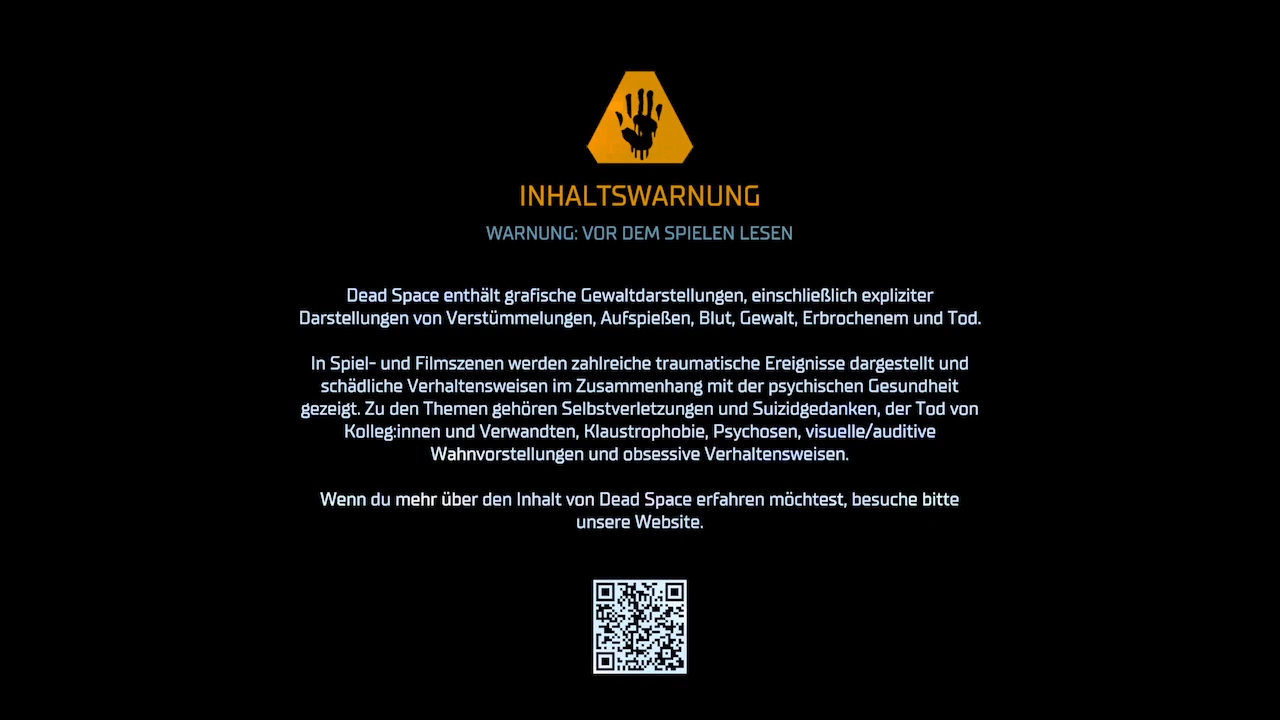 INHALTSWARNUNG
WARNUNG: VOR DEM SPIELEN LESEN
Dead Space enthält grafische Gewaltdarstellungen, einschließlich expliziter
Darstellungen von Verstümmelungen, Aufspießen, Blut, Gewalt, Erbrochenem und Tod.
In Spiel- und Filmszenen werden zahlreiche traumatische Ereignisse dargestellt und
schädliche Verhaltensweisen im Zusammenhang mit der psychischen Gesundheit
gezeigt. Zu den Themen gehören Selbstverletzungen und Suizidgedanken, der Tod von
Kolleg:innen und Verwandten, Klaustrophobie, Psychosen, visuelle/auditive
Wahnvorstellungen und obsessive Verhaltensweisen.
Wenn du mehr über den Inhalt von Dead Space erfahren möchtest, besuche bitte
unsere Website.